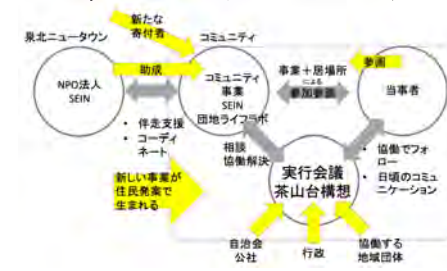 新たな
寄付者
泉北ニュータウン
コミュニティ
助成
参画
NPO法人
SEIN
コミュニティ
事業
SEIN
団地ライフラボ
事業＋居場所
による
参加参画
当事者
• 伴走支援
• コーディ
ネート
相談
協働解決
• 協働でフォ
ロー
• 日頃のコミュ
ニケーション
実行会議
茶山台構想
新しい事業が
住民発案で
生まれる
自治会
公社
行政
協働する
地域団体